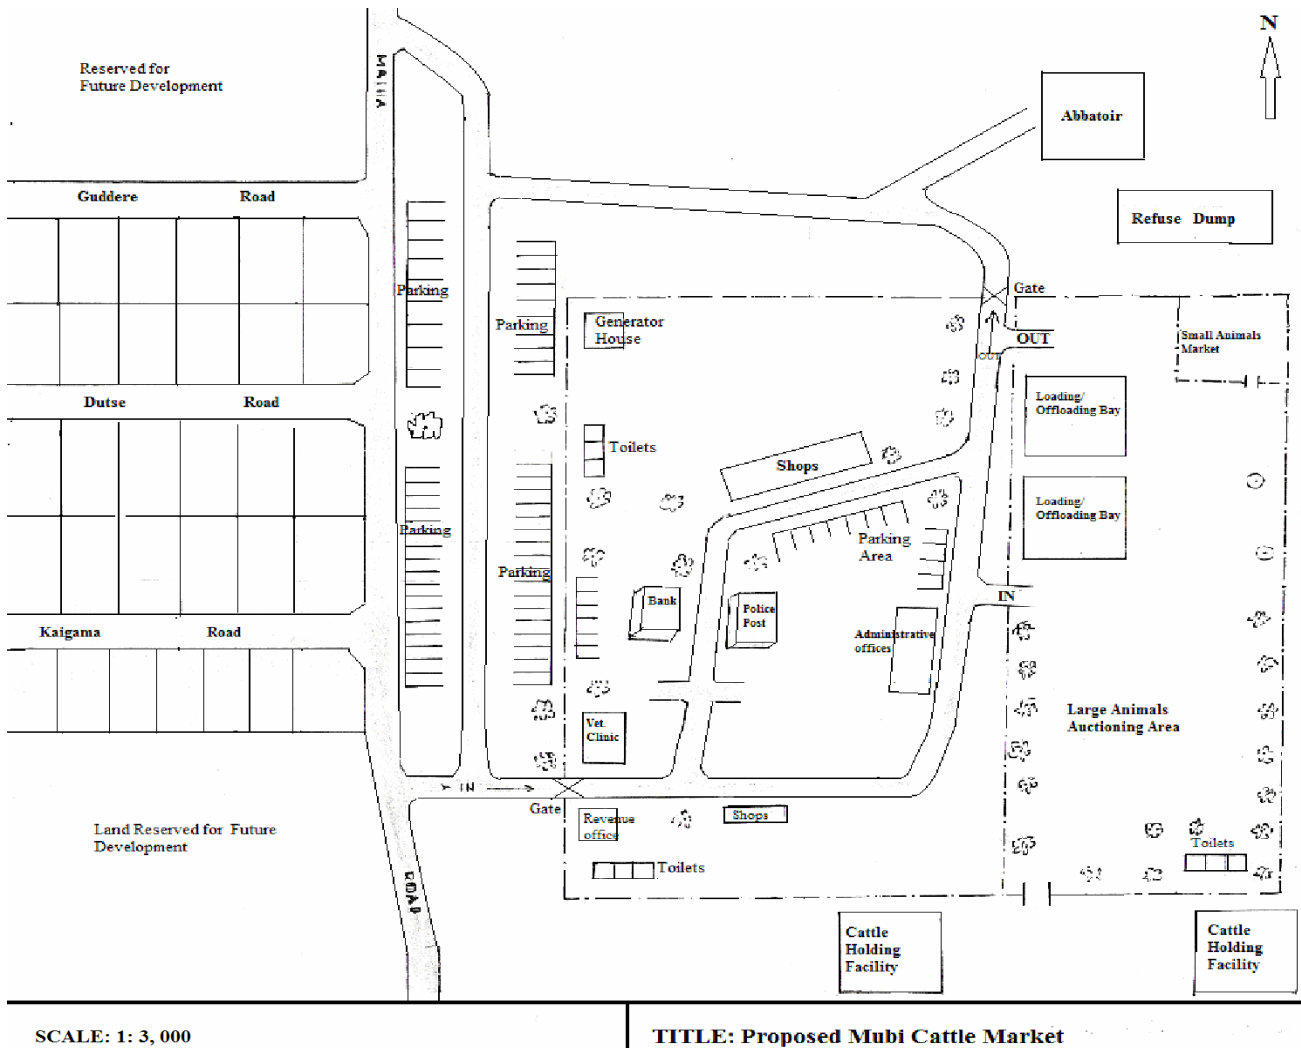 N
Reserved for
Future Development
MAIHA
Abbatoir
Guddere Road
Refuse Dump
Gate
Parking
Parking
Generator
House
OUT
OUT
Small Animals
Market
Dutse Road
Loading/
Offloading Bay
Toilets
Shops
Loading/
Offloading Bay
Parking
Parking
Parking
Area
Bank
Police
Post
IN
Kaigama Road
Administrative
offices
Vet.
Clinic
Large Animals
Auctioning Area
IN
Gate
Revenue
office
Shops
Land Reserved for Future
Development
Toilets
Toilets
ROAD
Cattle
Holding
Facility
Cattle
Holding
Facility
SCALE: 1: 3, 000
TITLE: Proposed Mubi Cattle Market